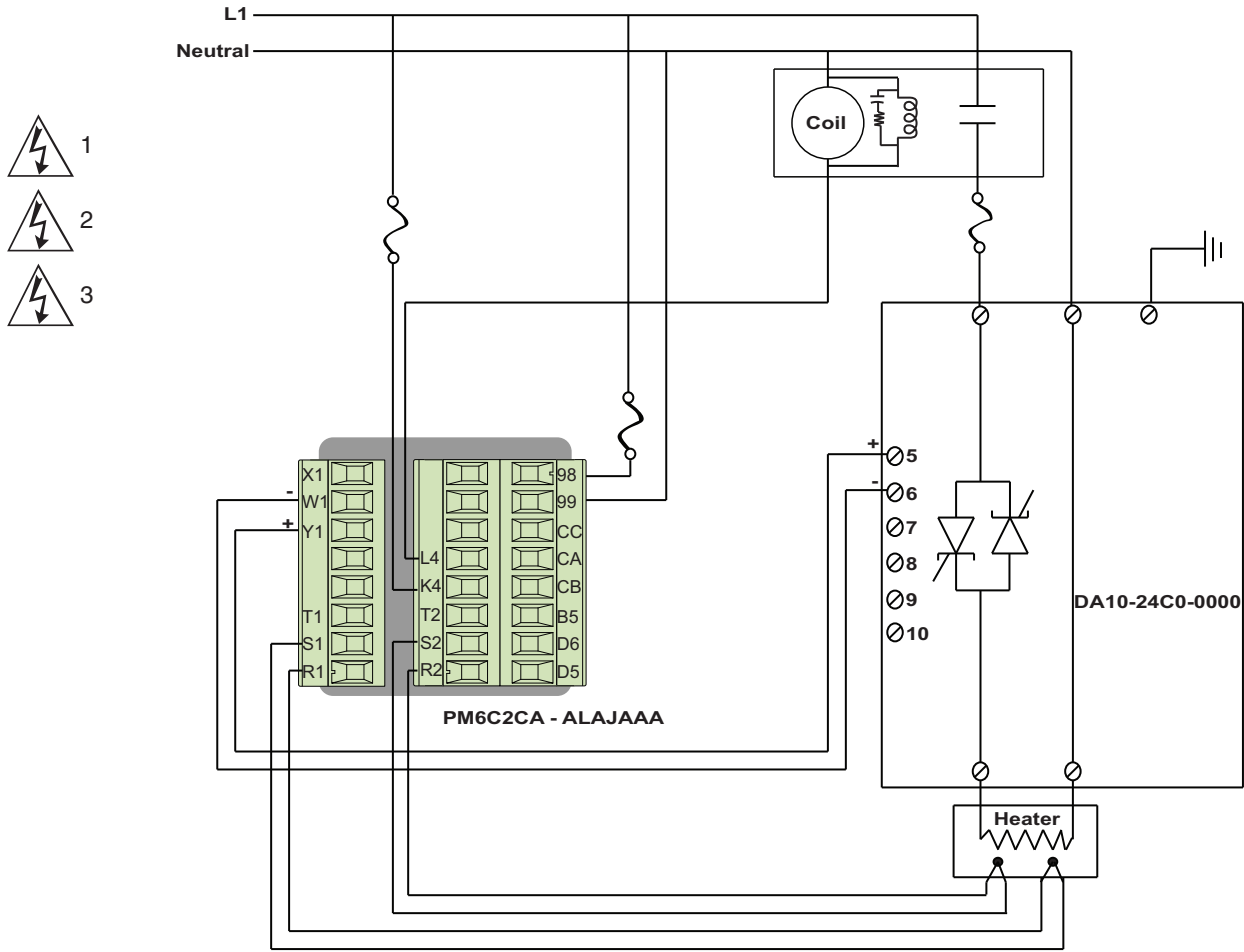 L1
Neutral
1
2
3
Coil
+
5
-
6
7
8
9
10
DA10-24C0-0000
X1
W1
-
Y1
+
T1
S1
R1
L4
K4
T2
S2
R2
98
99
CC
CA
CB
B5
D6
D5
PM6C2CA - ALAJAAA
Heater